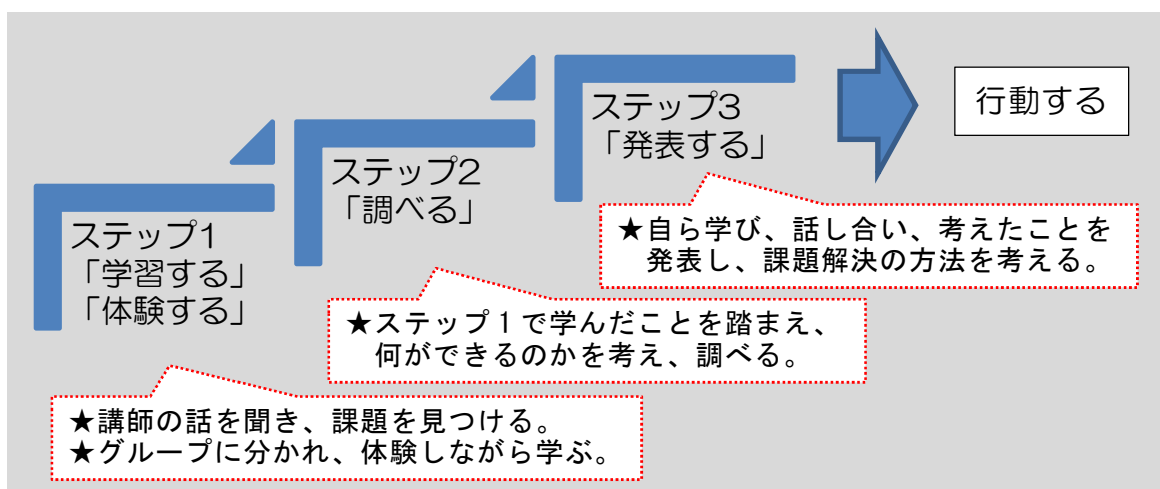 ステップ1
「学習する」
「体験する」
★講師の話を聞き、課題を見つける。
★グループに分かれ、体験しながら学ぶ。
ステップ2
「調べる」
★ステップ１で学んだことを踏まえ、
何ができるのかを考え、調べる。
ステップ3
「発表する」
★自ら学び、話し合い、考えたことを
発表し、課題解決の方法を考える。
行動する